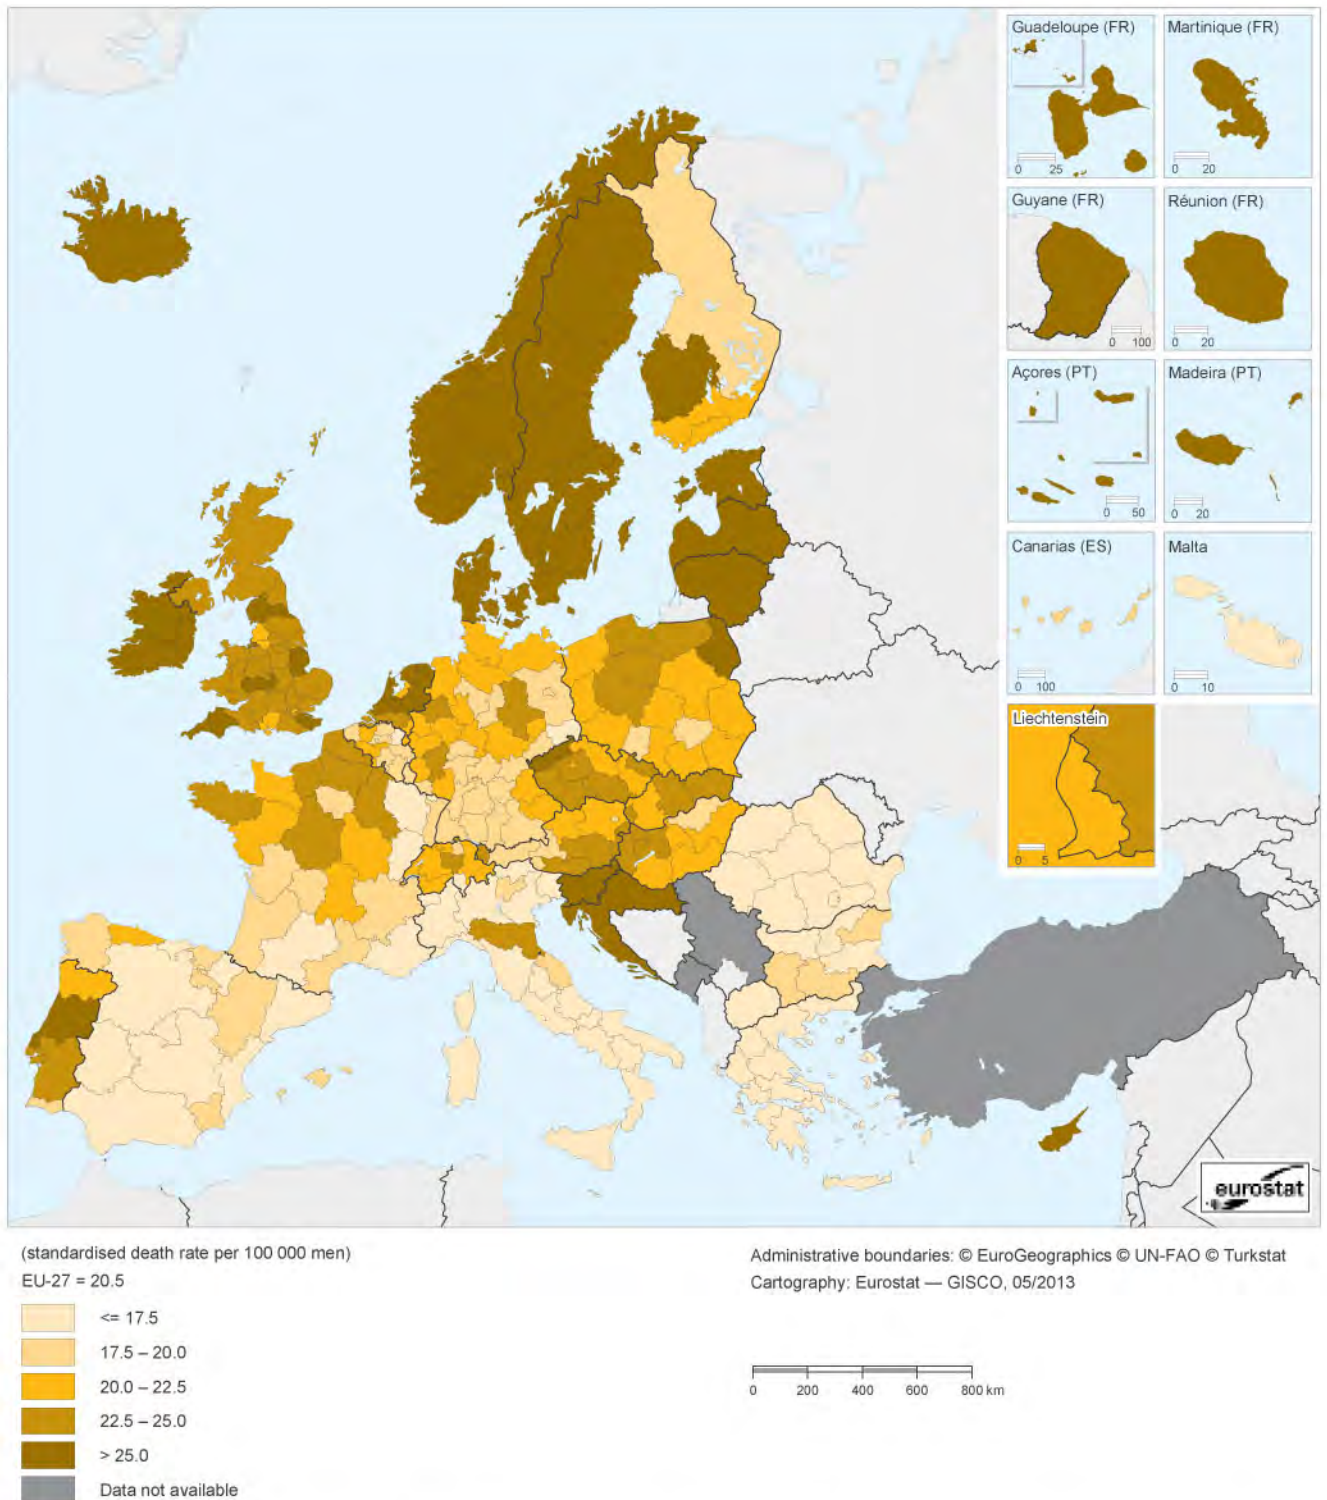 Guadeloupe (FR)
0 25
Martinique (FR)
0 20
Guyane (FR)
0 100
Réunion (FR)
0 20
Açores (PT)
0 50
Madeira (PT)
0 20
Canarias (ES)
0 100
Malta
0 10
Liechtenstein
0 5
eurostat
(standardised death rate per 100 000 men)
EU-27 = 20.5
<= 17.5
17.5 – 20.0
20.0 – 22.5
22.5 – 25.0
> 25.0
Data not available
Administrative boundaries: © EuroGeographics © UN-FAO © Turkstat
Cartography: Eurostat — GISCO, 05/2013
0 200 400 600 800 km